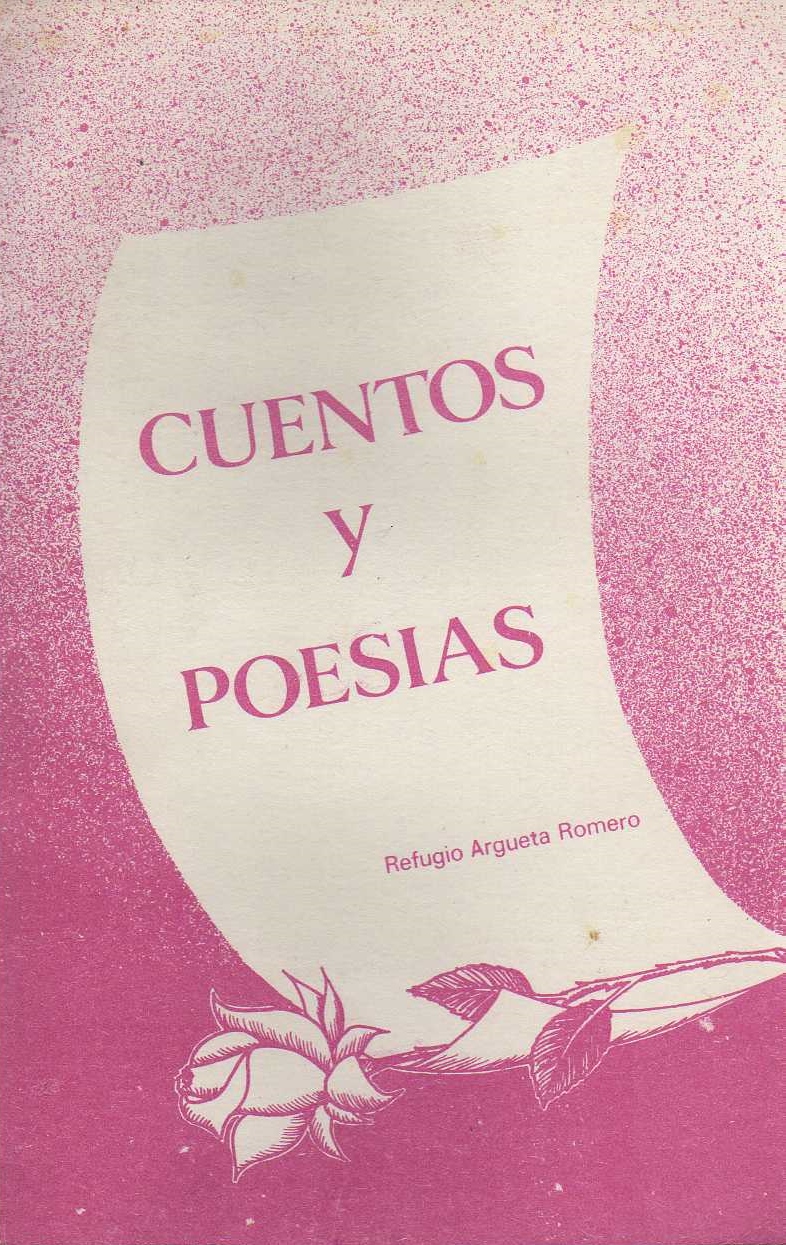 CUENTOS
y
POESIAS
Refugio Argueta Romero